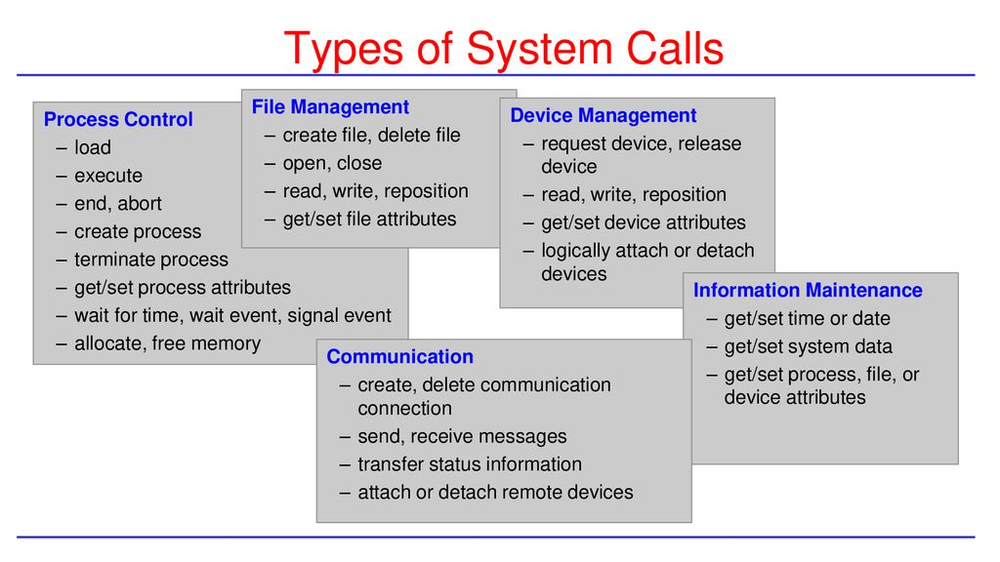 Types of System Calls
Process Control
– load
– execute
– end, abort
– create process
– terminate process
– get/set process attributes
– wait for time, wait event, signal event
– allocate, free memory
File Management
– create file, delete file
– open, close
– read, write, reposition
– get/set file attributes
Device Management
– request device, release
device
– read, write, reposition
– get/set device attributes
– logically attach or detach
devices
Information Maintenance
– get/set time or date
– get/set system data
– get/set process, file, or
device attributes
Communication
– create, delete communication
connection
– send, receive messages
– transfer status information
– attach or detach remote devices